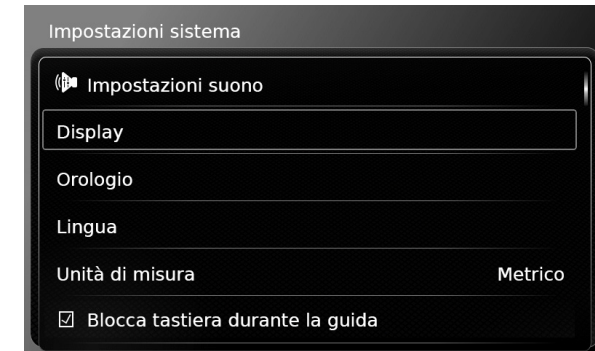 Impostazioni sistema
Impostazioni suono
Display
Orologio
Lingua
Unità di misura Metrico
Blocca tastiera durante la guida